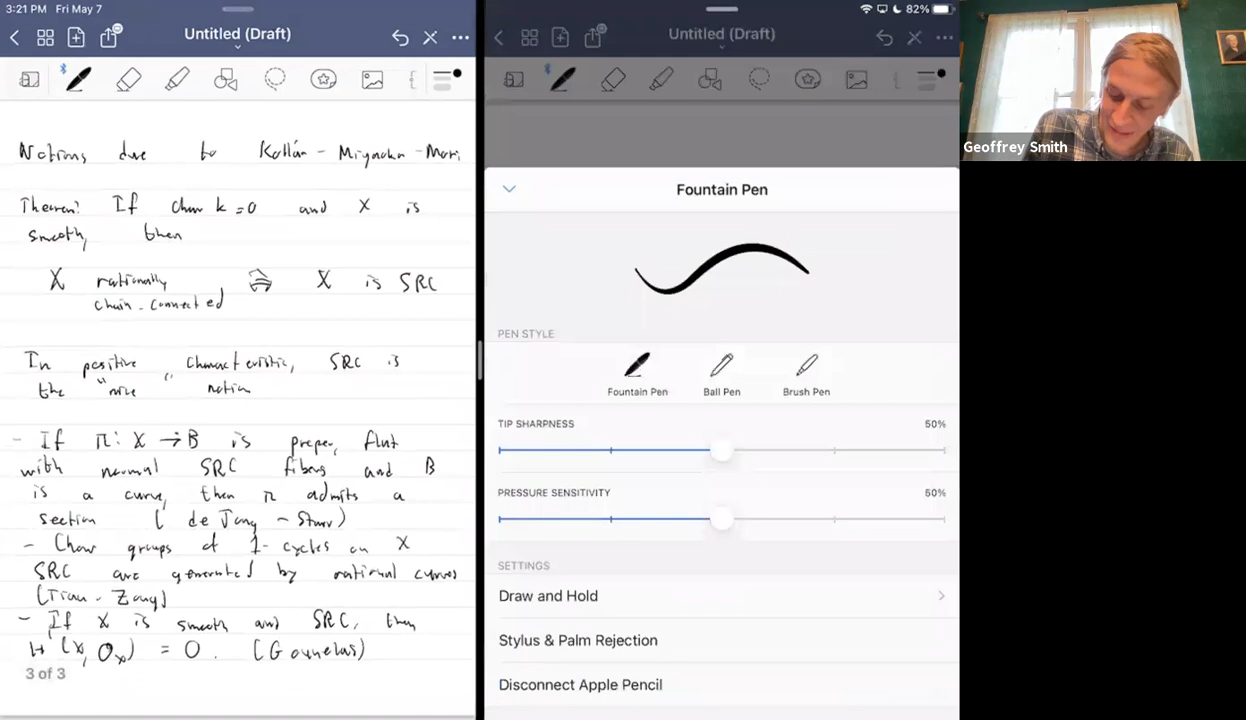 3:21 PM Fri May 7
82%
Untitled (Draft)
Untitled (Draft)
Notions due to Kollár - Miyaoka - Mori
Theorem: If char k = 0 and X is
smooth, then
X rationally ⇔ X is SRC
chain-connected
In positive characteristic, SRC is
the "nice" notion
- If π: X → B is proper, flat
with normal SRC fibers and B
is a curve, then π admits a
section (de Jong - Starr)
- Chow groups of 1-cycles on X
SRC are generated by rational curves
(Tian - Zong)
- If X is smooth and SRC, then
H¹(X, O_X) = 0. (Gounelas)
3 of 3
Fountain Pen
PEN STYLE
Fountain Pen Ball Pen Brush Pen
TIP SHARPNESS 50%
PRESSURE SENSITIVITY 50%
SETTINGS
Draw and Hold
Stylus & Palm Rejection
Disconnect Apple Pencil
Geoffrey Smith